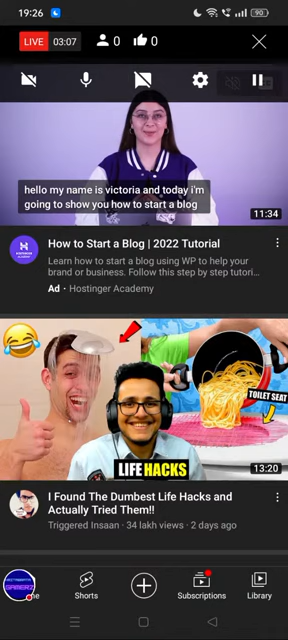 19:26
90
LIVE 03:07 0 0
hello my name is victoria and today i'm
going to show you how to start a blog
11:34
How to Start a Blog | 2022 Tutorial
Learn how to start a blog using WP to help your
brand or business. Follow this step by step tutori...
Ad · Hostinger Academy
TOILET SEAT
LIFE HACKS
13:20
I Found The Dumbest Life Hacks and
Actually Tried Them!!
Triggered Insaan · 34 lakh views · 2 days ago
GAMERZ
me Shorts Subscriptions Library